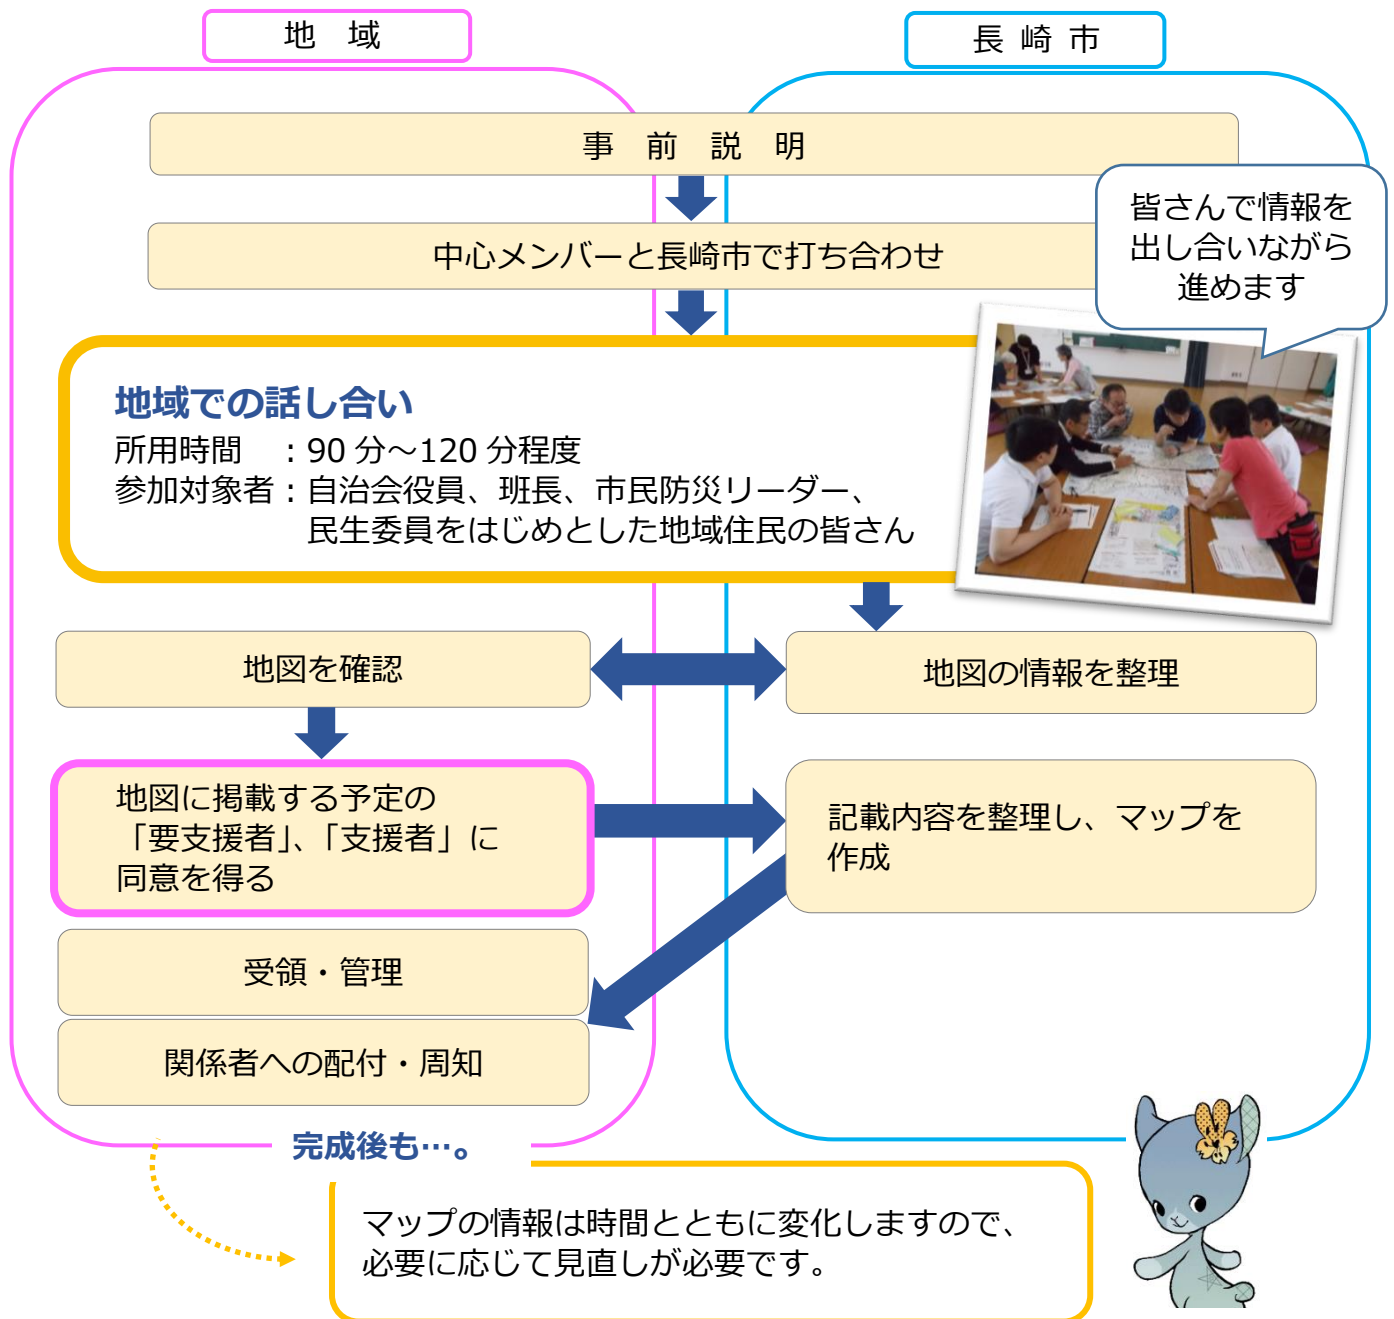 地 域
長 崎 市
事 前 説 明
皆さんで情報を
出し合いながら
進めます
中心メンバーと長崎市で打ち合わせ
地域での話し合い
所用時間 ：90 分～120 分程度
参加対象者：自治会役員、班長、市民防災リーダー、
民生委員をはじめとした地域住民の皆さん
地図を確認
地図の情報を整理
地図に掲載する予定の
「要支援者」、「支援者」に
同意を得る
記載内容を整理し、マップを
作成
受領・管理
関係者への配付・周知
完成後も…。
マップの情報は時間とともに変化しますので、
必要に応じて見直しが必要です。